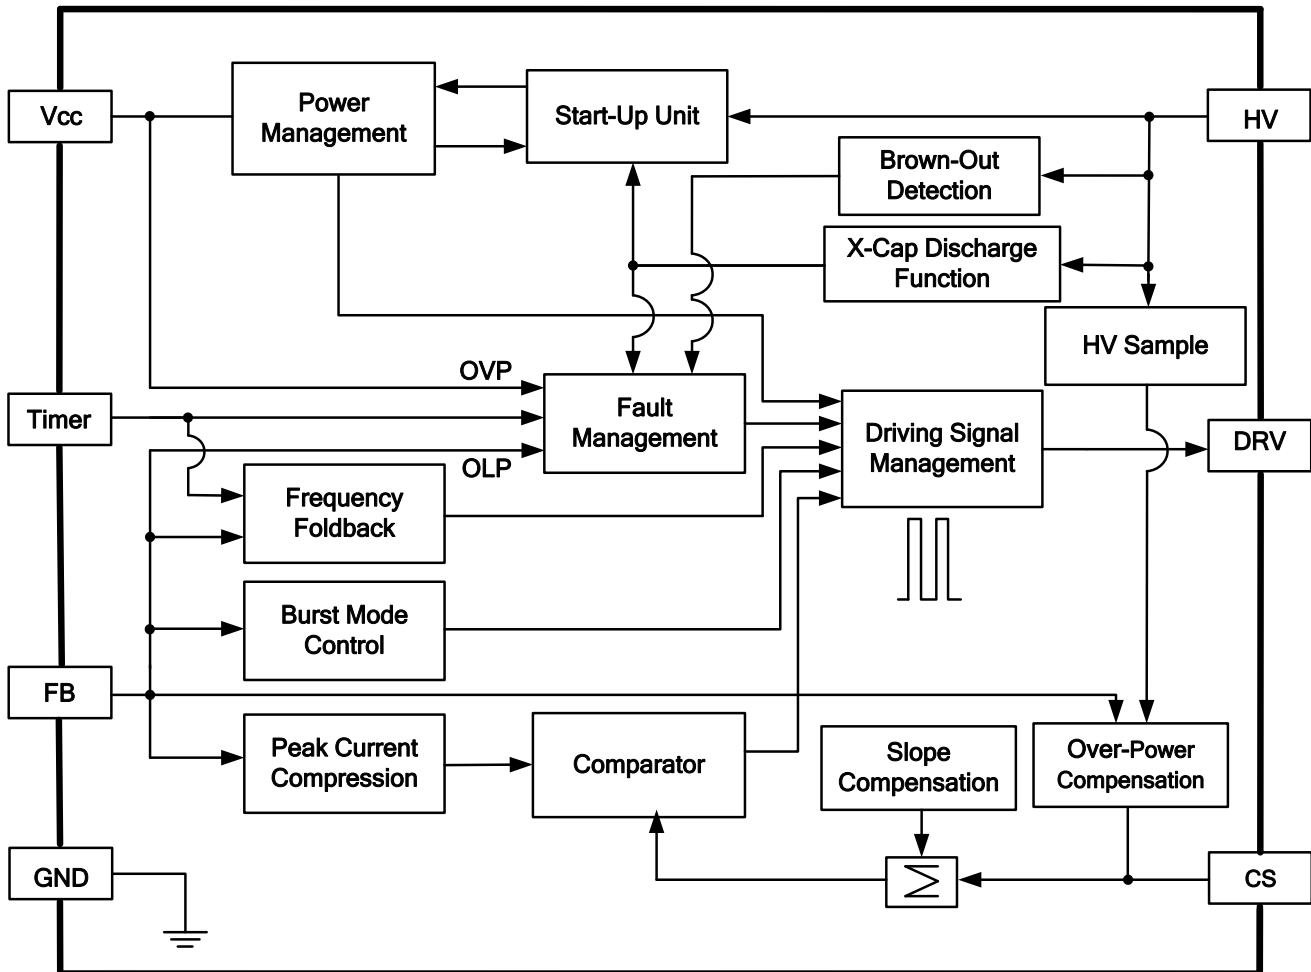 Vcc
Power
Management
Start-Up Unit
HV
Brown-Out
Detection
X-Cap Discharge
Function
HV Sample
OVP
Timer
Fault
Management
Driving Signal
Management
DRV
OLP
Frequency
Foldback
Burst Mode
Control
FB
Peak Current
Compression
Comparator
Slope
Compensation
Over-Power
Compensation
GND
Σ
CS